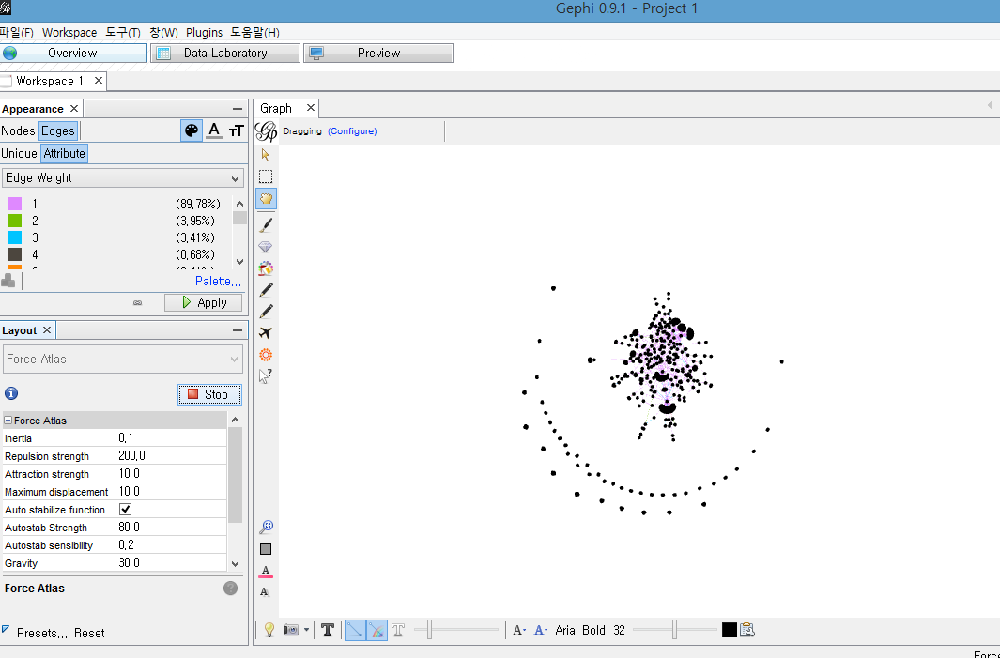 Gephi 0.9.1 - Project 1
파일(F) Workspace 도구(T) 창(W) Plugins 도움말(H)
Overview Data Laboratory Preview
Workspace 1
Appearance
Nodes Edges
Unique Attribute
Edge Weight
1 (89,78%)
2 (3,95%)
3 (3,41%)
4 (0,68%)
Palette,,,
Apply
Layout
Force Atlas
Stop
Force Atlas
Inertia 0,1
Repulsion strength 200,0
Attraction strength 10,0
Maximum displacement 10,0
Auto stabilize function
Autostab Strength 80,0
Autostab sensibility 0,2
Gravity 30,0
Force Atlas
Presets,,, Reset
Graph
Dragging (Configure)
Arial Bold, 32
Force